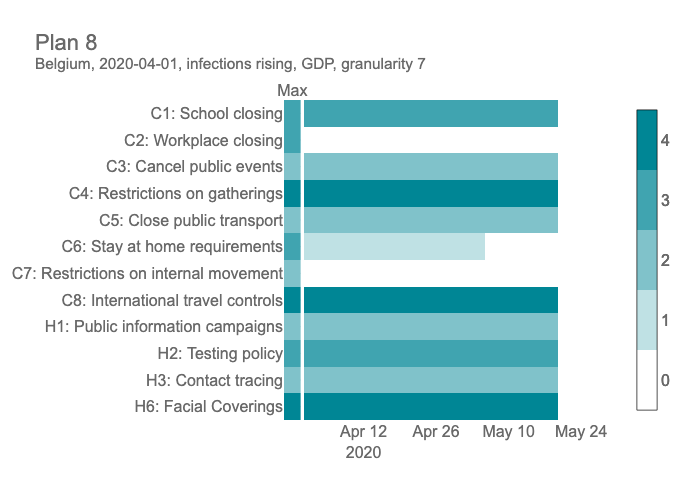 Plan 8
Belgium, 2020-04-01, infections rising, GDP, granularity 7
Max
C1: School closing
C2: Workplace closing
C3: Cancel public events
C4: Restrictions on gatherings
C5: Close public transport
C6: Stay at home requirements
C7: Restrictions on internal movement
C8: International travel controls
H1: Public information campaigns
H2: Testing policy
H3: Contact tracing
H6: Facial Coverings
Apr 12 Apr 26 May 10 May 24
2020
4
3
2
1
0